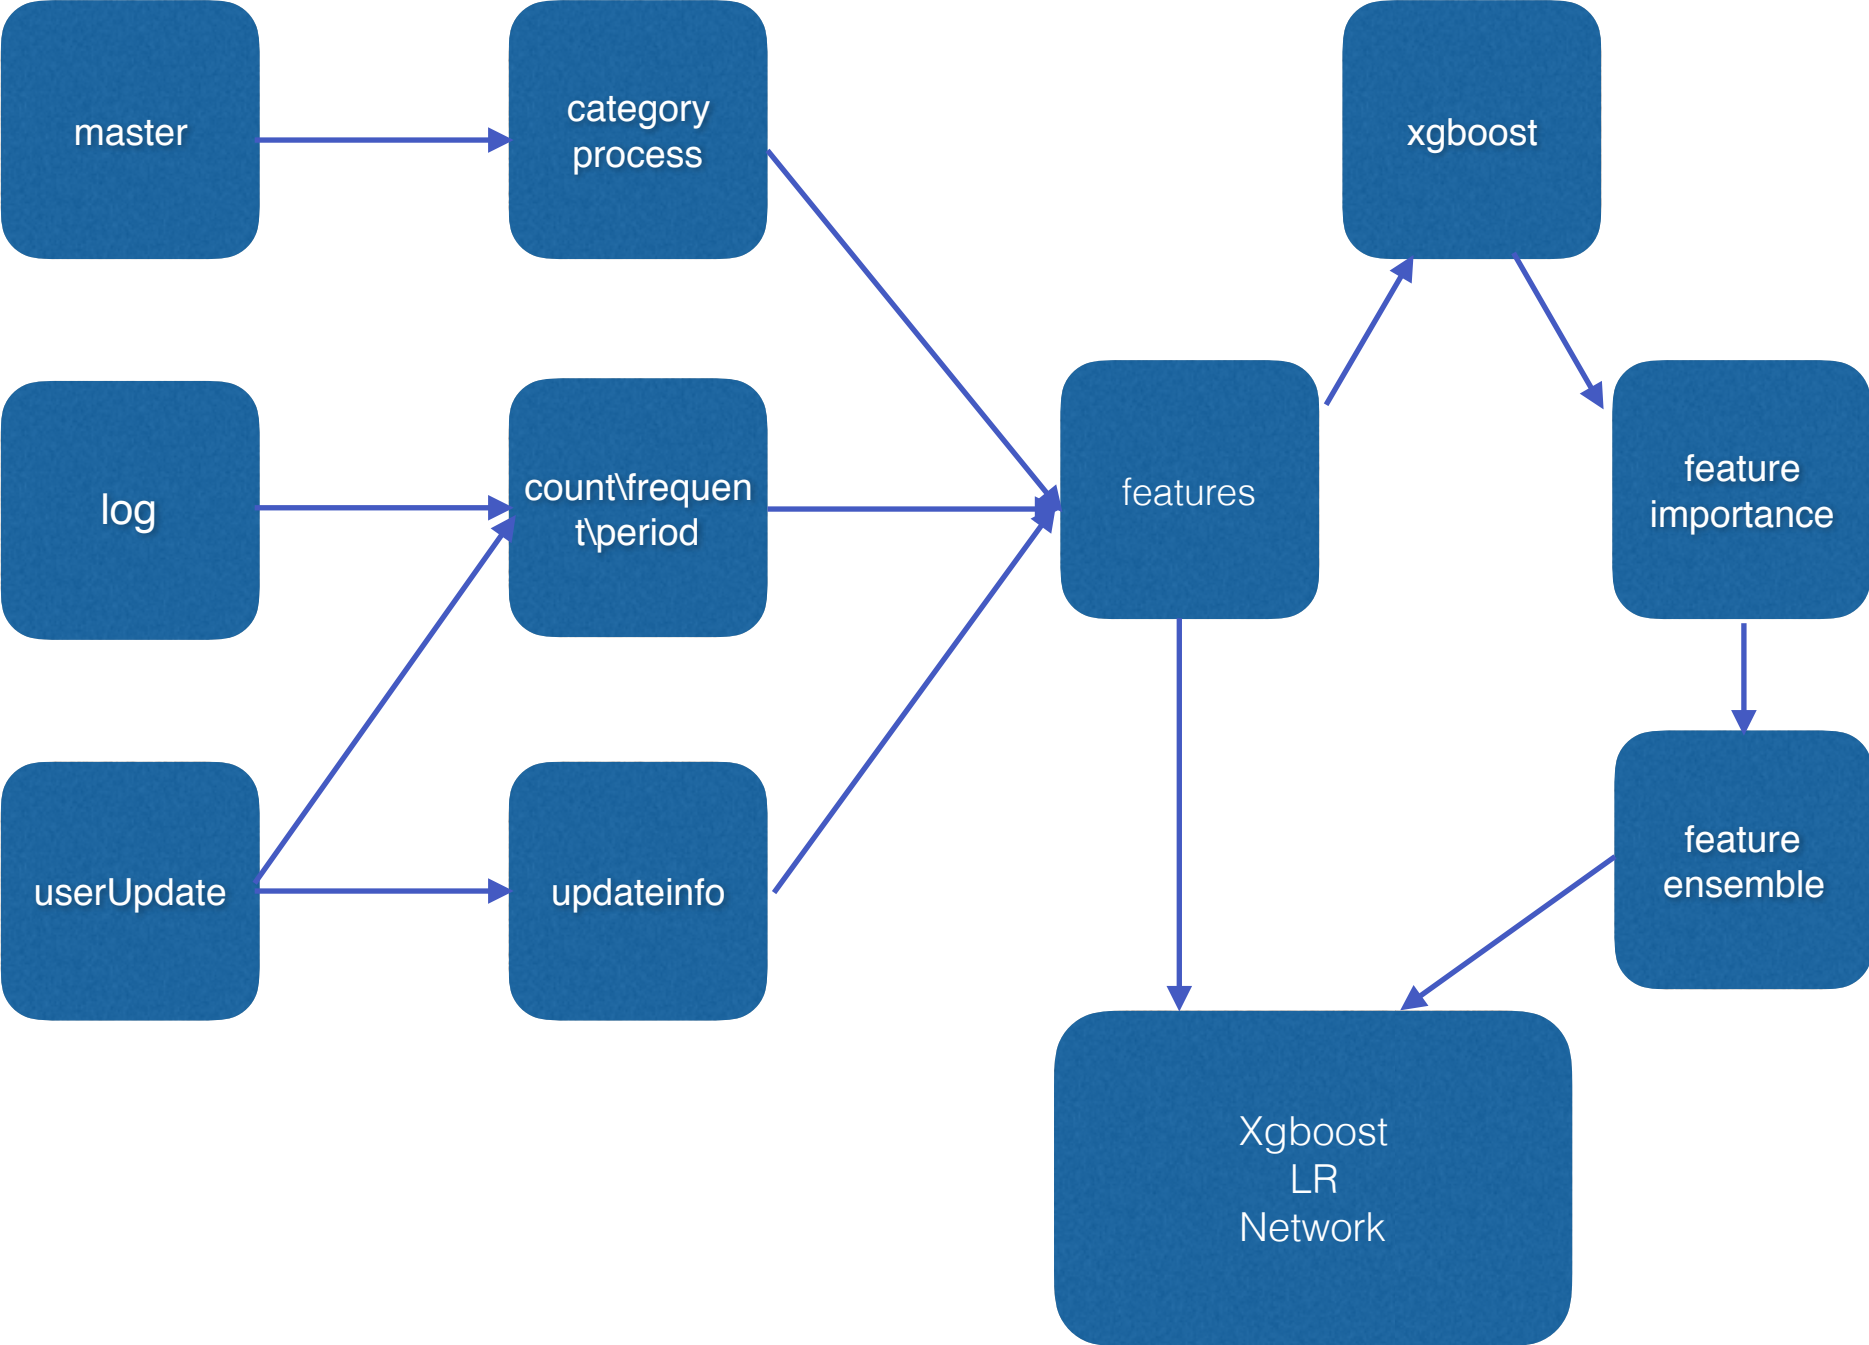 master
category
process
xgboost
log
count\frequen
t\period
features
feature
importance
userUpdate
updateinfo
feature
ensemble
Xgboost
LR
Network